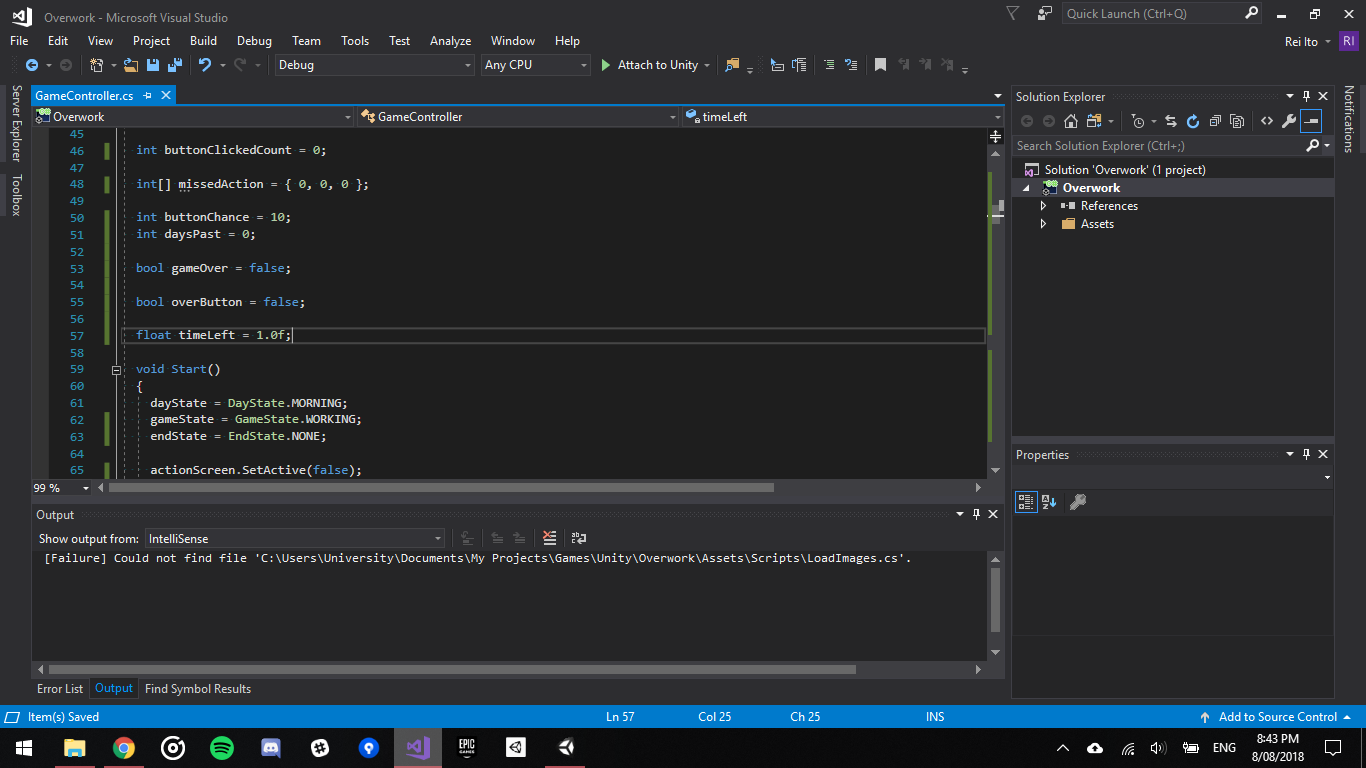 Overwork - Microsoft Visual Studio
Quick Launch (Ctrl+Q)
File Edit View Project Build Debug Team Tools Test Analyze Window Help
Rei Ito RI
Debug Any CPU Attach to Unity
Server Explorer
Toolbox
GameController.cs
Overwork GameController timeLeft
45
46 int buttonClickedCount = 0;
47
48 int[] missedAction = { 0, 0, 0 };
49
50 int buttonChance = 10;
51 int daysPast = 0;
52
53 bool gameOver = false;
54
55 bool overButton = false;
56
57 float timeLeft = 1.0f;
58
59 void Start()
60 {
61 dayState = DayState.MORNING;
62 gameState = GameState.WORKING;
63 endState = EndState.NONE;
64
65 actionScreen.SetActive(false);
99 %
Output
Show output from: IntelliSense
[Failure] Could not find file 'C:\Users\University\Documents\My Projects\Games\Unity\Overwork\Assets\Scripts\LoadImages.cs'.
Error List Output Find Symbol Results
Solution Explorer
Search Solution Explorer (Ctrl+;)
Solution 'Overwork' (1 project)
Overwork
References
Assets
Properties
Notifications
Item(s) Saved Ln 57 Col 25 Ch 25 INS Add to Source Control
EPIC GAMES
ENG
8:43 PM
8/08/2018